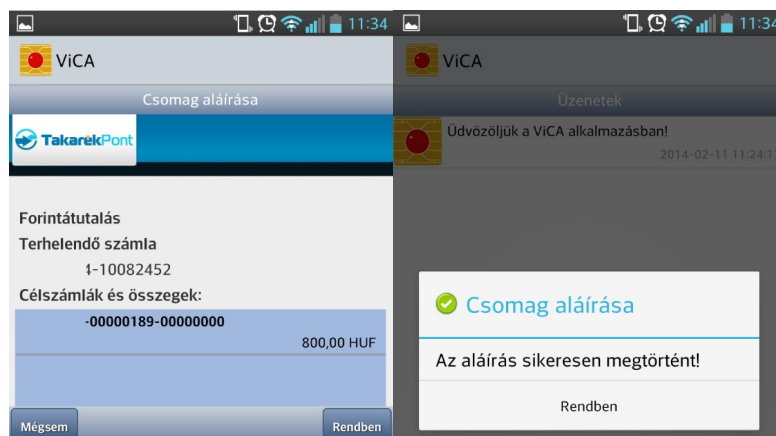 11:34
ViCA
Csomag aláírása
TakarékPont
Forintátutalás
Terhelendő számla
4-10082452
Célszámlák és összegek:
-00000189-00000000
800,00 HUF
Mégsem
Rendben
11:34
ViCA
Üzenetek
Üdvözöljük a ViCA alkalmazásban!
2014-02-11 11:24:1
Csomag aláírása
Az aláírás sikeresen megtörtént!
Rendben